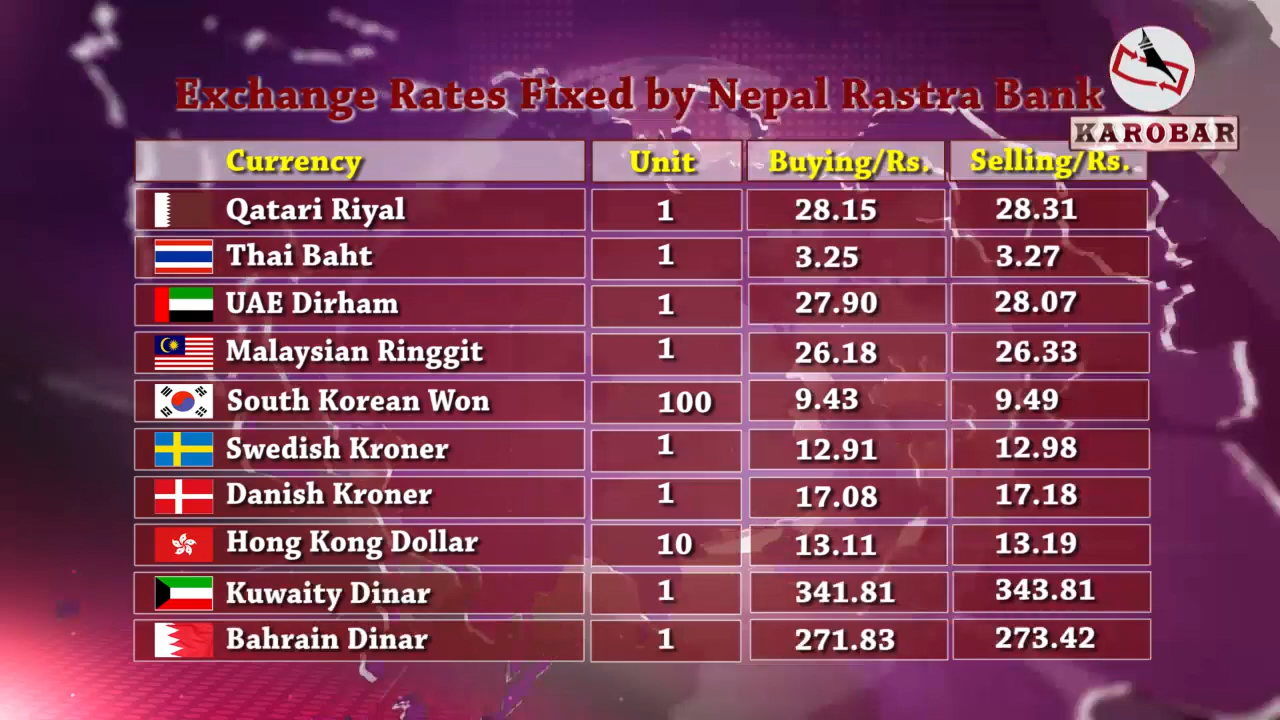 Exchange Rates Fixed by Nepal Rastra Bank
KAROBAR
Currency Unit Buying/Rs. Selling/Rs.
Qatari Riyal 1 28.15 28.31
Thai Baht 1 3.25 3.27
UAE Dirham 1 27.90 28.07
Malaysian Ringgit 1 26.18 26.33
South Korean Won 100 9.43 9.49
Swedish Kroner 1 12.91 12.98
Danish Kroner 1 17.08 17.18
Hong Kong Dollar 10 13.11 13.19
Kuwaity Dinar 1 341.81 343.81
Bahrain Dinar 1 271.83 273.42